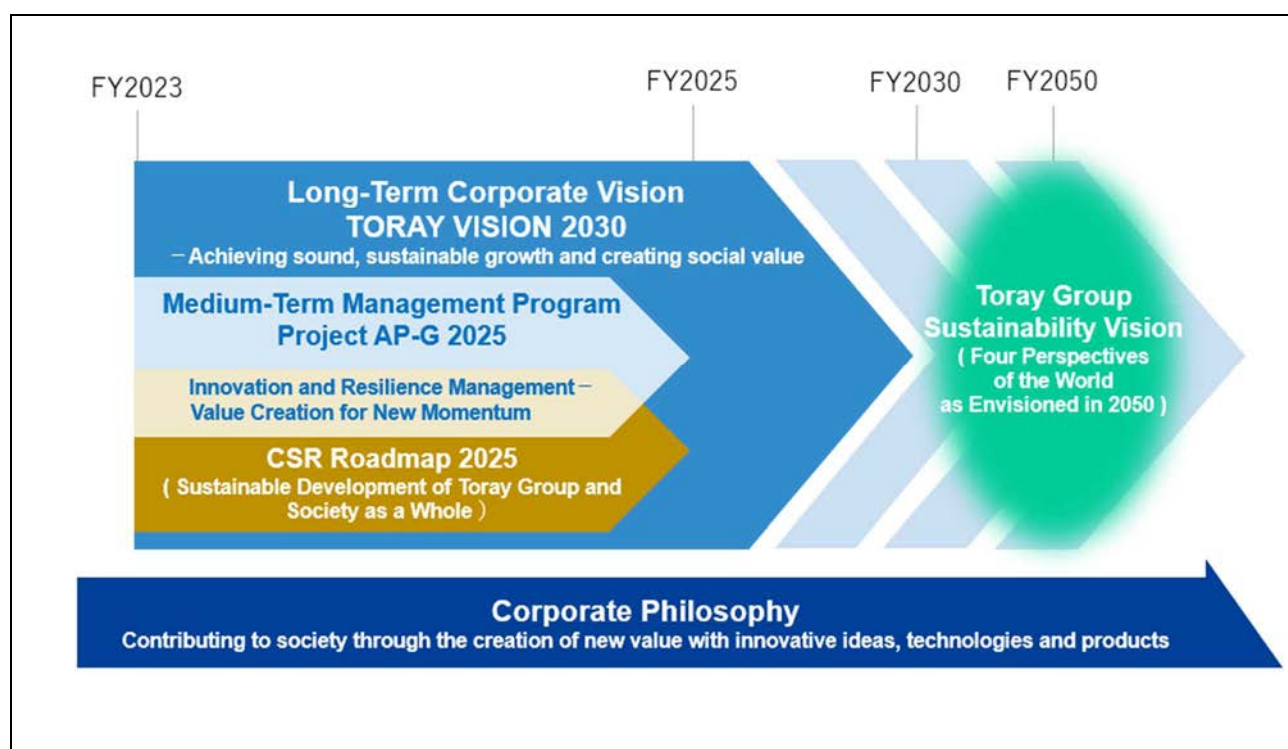 FY2023
FY2025
FY2030
FY2050
Long-Term Corporate Vision
TORAY VISION 2030
－Achieving sound, sustainable growth and creating social value
Medium-Term Management Program
Project AP-G 2025
Innovation and Resilience Management－
Value Creation for New Momentum
CSR Roadmap 2025
( Sustainable Development of Toray Group and
Society as a Whole）
Toray Group
Sustainability Vision
( Four Perspectives
of the World
as Envisioned in 2050 )
Corporate Philosophy
Contributing to society through the creation of new value with innovative ideas, technologies and products